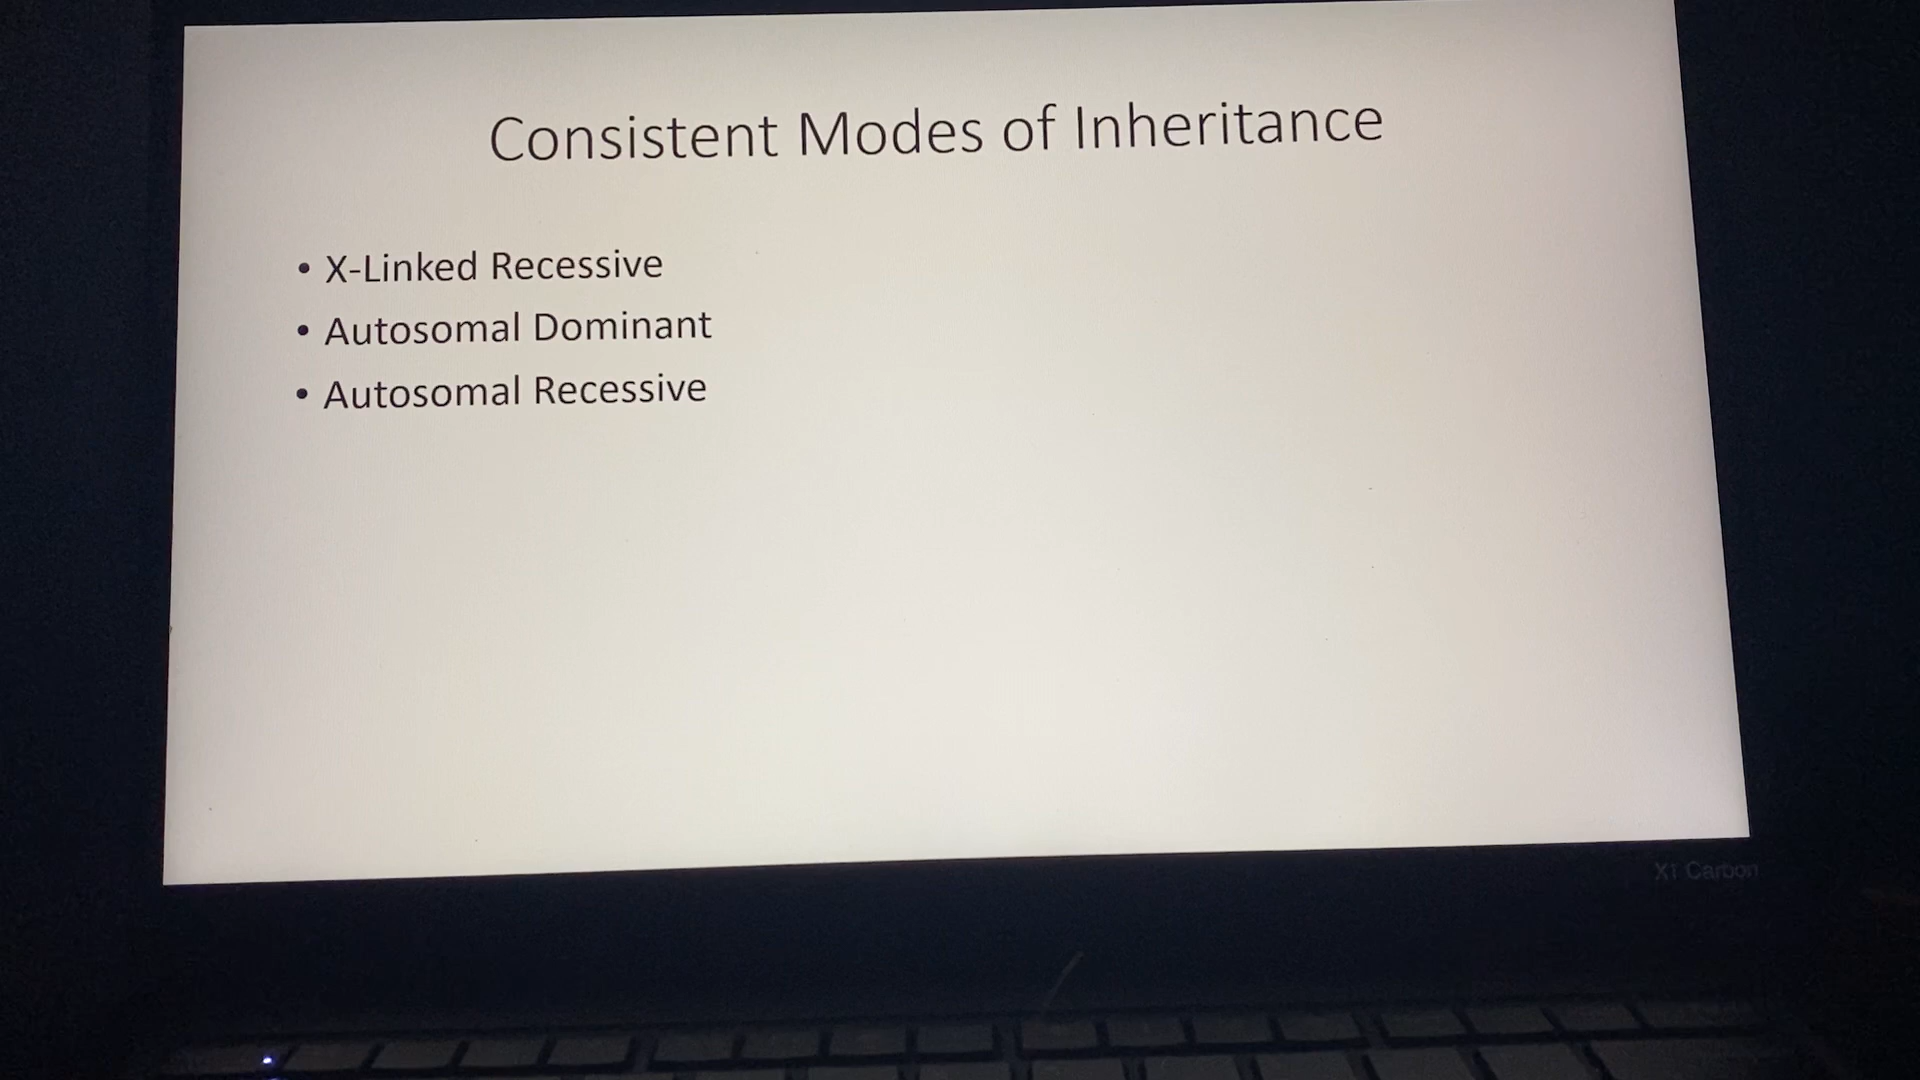 Consistent Modes of Inheritance
• X-Linked Recessive
• Autosomal Dominant
• Autosomal Recessive
X1 Carbon